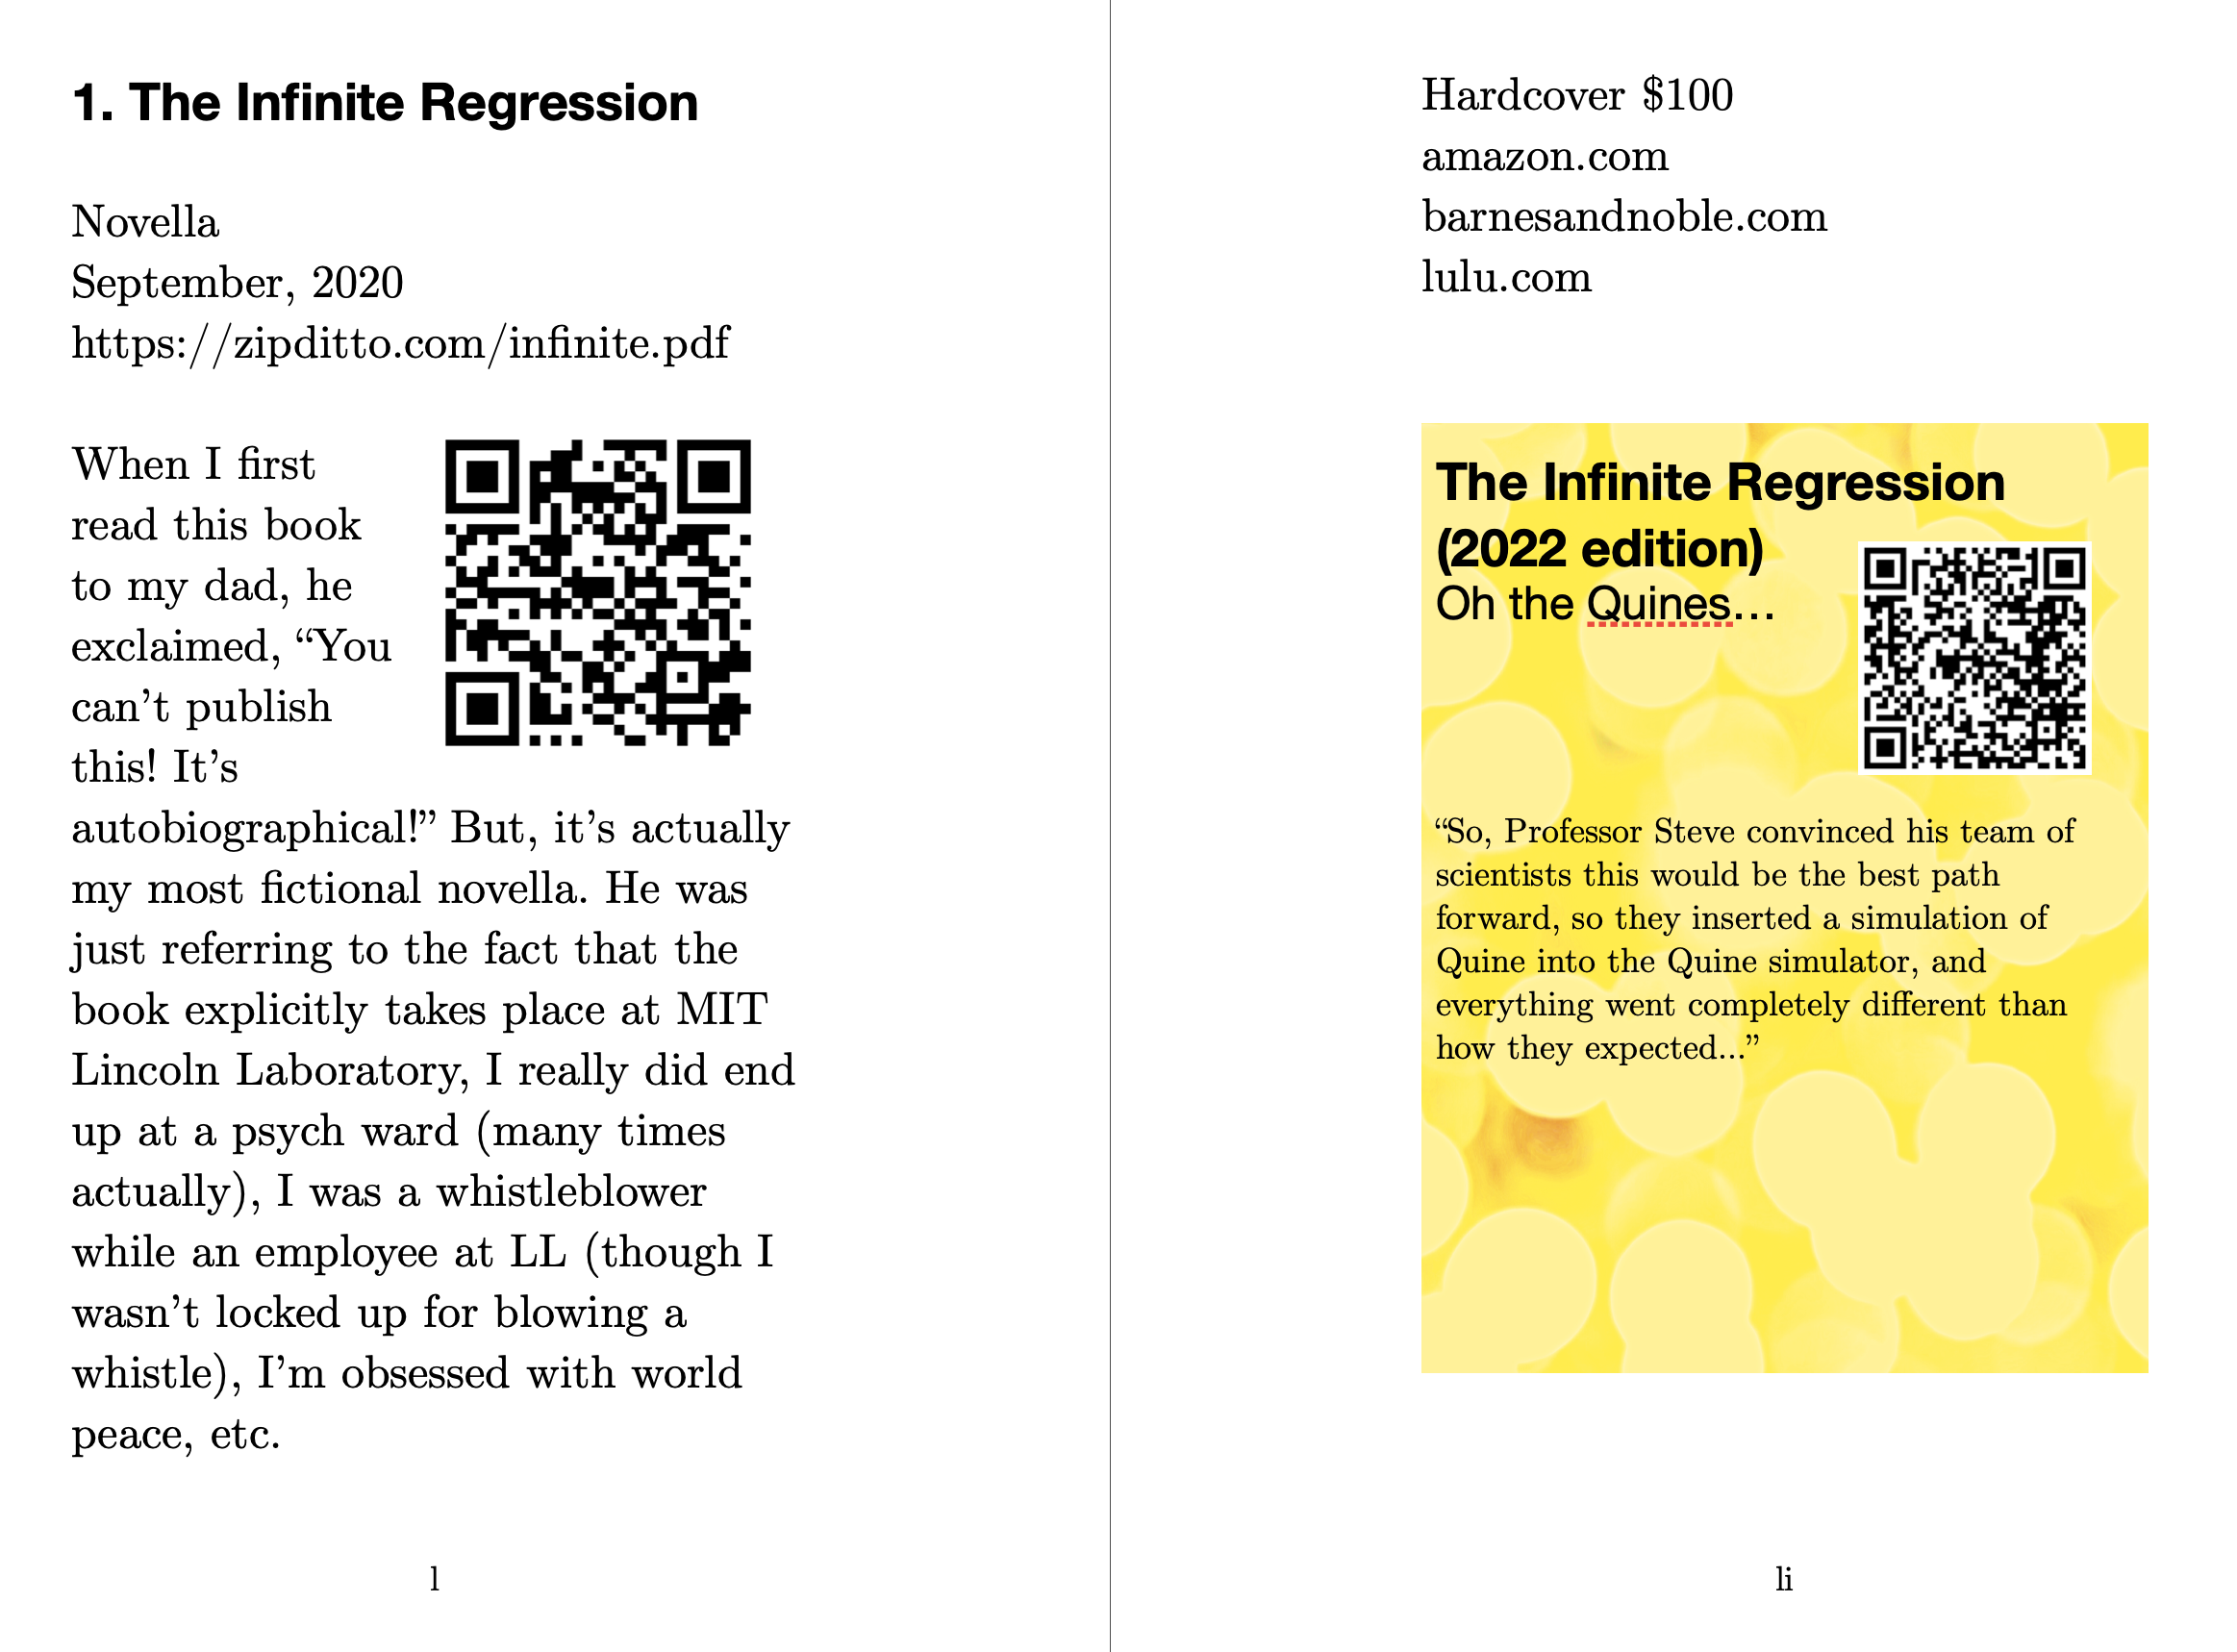 1. The Infinite Regression
Novella
September, 2020
https://zipditto.com/infinite.pdf
When I first
read this book
to my dad, he
exclaimed, “You
can’t publish
this! It’s
autobiographical!” But, it’s actually
my most fictional novella. He was
just referring to the fact that the
book explicitly takes place at MIT
Lincoln Laboratory, I really did end
up at a psych ward (many times
actually), I was a whistleblower
while an employee at LL (though I
wasn’t locked up for blowing a
whistle), I’m obsessed with world
peace, etc.
l
Hardcover $100
amazon.com
barnesandnoble.com
lulu.com
The Infinite Regression
(2022 edition)
Oh the Quines...
“So, Professor Steve convinced his team of
scientists this would be the best path
forward, so they inserted a simulation of
Quine into the Quine simulator, and
everything went completely different than
how they expected...”
li